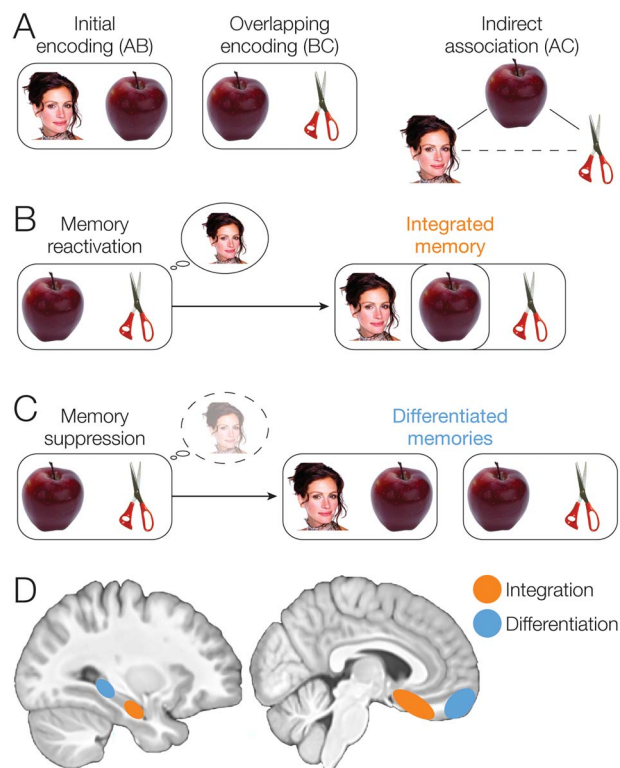 A
Initial
encoding (AB)
Overlapping
encoding (BC)
Indirect
association (AC)
B
Memory
reactivation
Integrated
memory
C
Memory
suppression
Differentiated
memories
D
Integration
Differentiation